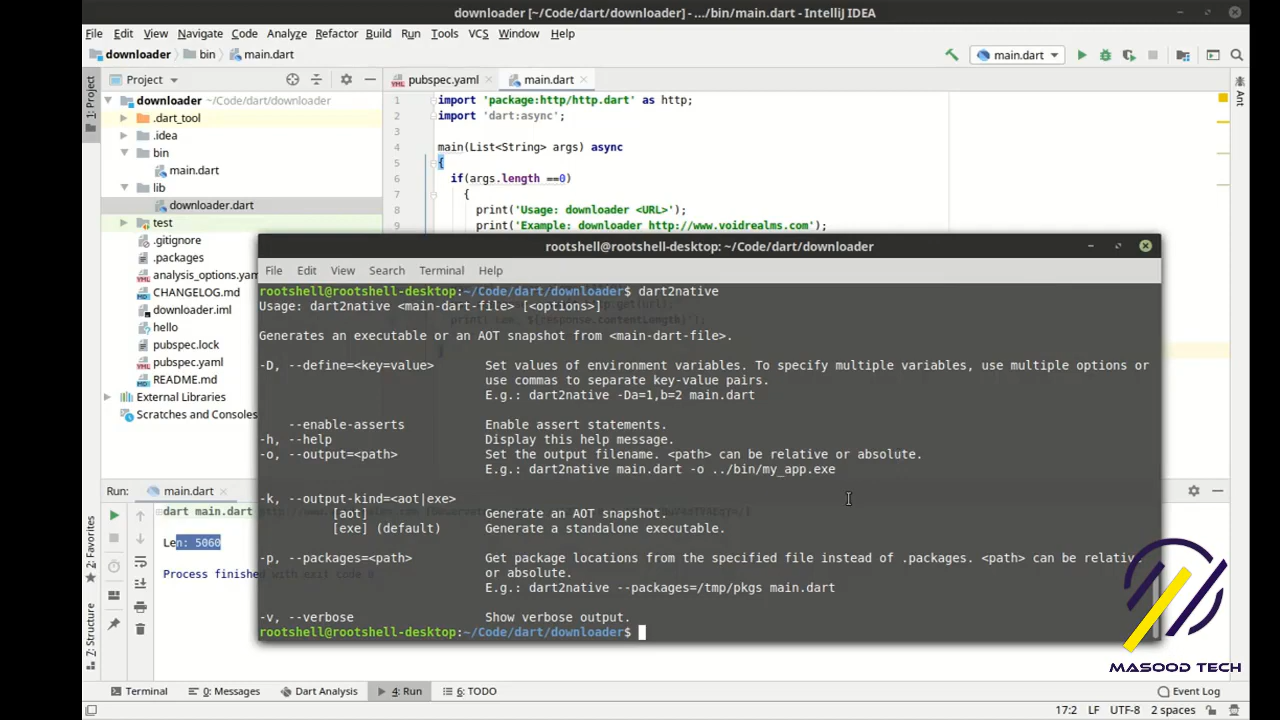 downloader [~/Code/dart/downloader] - .../bin/main.dart - IntelliJ IDEA
File Edit View Navigate Code Analyze Refactor Build Run Tools VCS Window Help
downloader bin main.dart
main.dart
1: Project
Project
pubspec.yaml main.dart
Ant
downloader ~/Code/dart/downloader
.dart_tool
.idea
bin
main.dart
lib
downloader.dart
test
.gitignore
.packages
analysis_options.yam
CHANGELOG.md
downloader.iml
hello
pubspec.lock
pubspec.yaml
README.md
External Libraries
Scratches and Consoles
1 import 'package:http/http.dart' as http;
2 import 'dart:async';
3
4 main(List<String> args) async
5 {
6 if(args.length ==0)
7 {
8 print('Usage: downloader <URL>');
9 print('Example: downloader http://www.voidrealms.com');
rootshell@rootshell-desktop: ~/Code/dart/downloader
File Edit View Search Terminal Help
rootshell@rootshell-desktop:~/Code/dart/downloader$ dart2native
Usage: dart2native <main-dart-file> [<options>]
Generates an executable or an AOT snapshot from <main-dart-file>.
-D, --define=<key=value> Set values of environment variables. To specify multiple variables, use multiple options or
use commas to separate key-value pairs.
E.g.: dart2native -Da=1,b=2 main.dart
--enable-asserts Enable assert statements.
-h, --help Display this help message.
-o, --output=<path> Set the output filename. <path> can be relative or absolute.
E.g.: dart2native main.dart -o ../bin/my_app.exe
-k, --output-kind=<aot|exe>
[aot] Generate an AOT snapshot.
[exe] (default) Generate a standalone executable.
-p, --packages=<path> Get package locations from the specified file instead of .packages. <path> can be relativ
or absolute.
E.g.: dart2native --packages=/tmp/pkgs main.dart
-v, --verbose Show verbose output.
rootshell@rootshell-desktop:~/Code/dart/downloader$
Run: main.dart
dart main.dart
Len: 5060
Process finished with exit code 0
2: Favorites
7: Structure
MASOOD TECH
Terminal 0: Messages Dart Analysis 4: Run 6: TODO Event Log
17:2 LF UTF-8 2 spaces